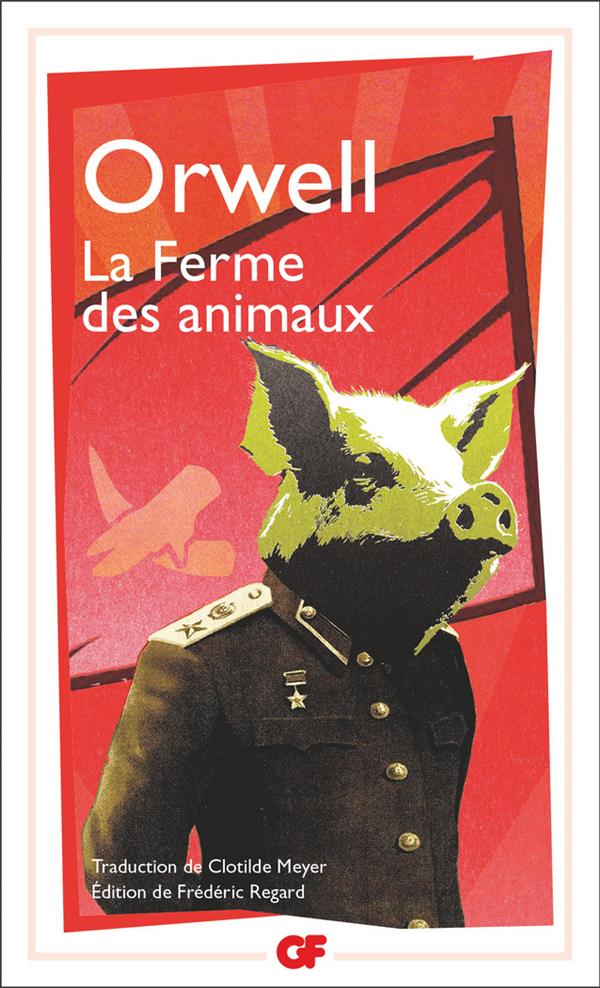 Orwell
La Ferme
des animaux
Traduction de Clotilde Meyer
Édition de Frédéric Regard
GF